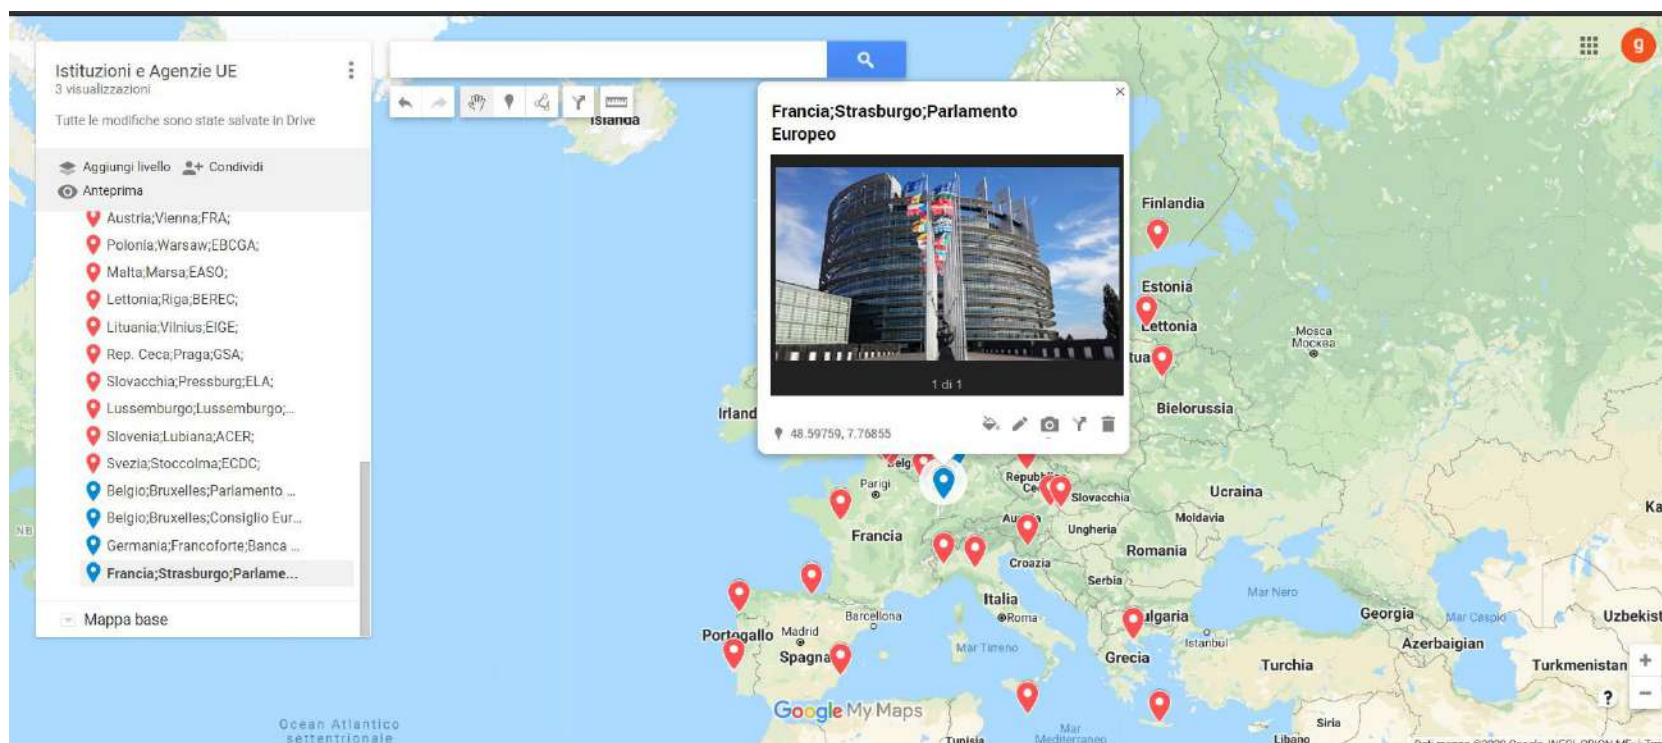 Istituzioni e Agenzie UE
3 visualizzazioni
Tutte le modifiche sono state salvate in Drive
Aggiungi livello
Condividi
Anteprima
Austria;Vienna;FRA;
Polonia;Warsaw;EBCGA;
Malta;Marsa;EASO;
Lettonia;Riga;BEREC;
Lituania;Vilnius;EIGE;
Rep. Ceca;Praga;GSA;
Slovacchia;Pressburg;ELA;
Lussemburgo;Lussemburgo;...
Slovenia;Lubiana;ACER;
Svezia;Stoccolma;ECDC;
Belgio;Bruxelles;Parlamento ...
Belgio;Bruxelles;Consiglio Eur...
Germania;Francoforte;Banca ...
Francia;Strasburgo;Parlame...
Mappa base
g
Francia;Strasburgo;Parlamento
Europeo
1 di 1
48.59759, 7.76855
Islanda
Finlandia
Estonia
Lettonia
tua
Mosca
Москва
Bielorussia
Irland
Belg
Parigi
Slovacchia
Ucraina
Ka
NB
Francia
Ungheria
Moldavia
Romania
Croazia
Serbia
Mar Nero
Italia
Roma
Barcellona
ulgaria
Georgia
Mar Caspio
Uzbekist
Portogallo
Madrid
Spagna
Mar Tirreno
Grecia
Istanbul
Turchia
Azerbaigian
Turkmenistan
Google My Maps
?
Ocean Atlantico
settentrionale
Tunisia
Mar
Mediterraneo
Siria
Libano